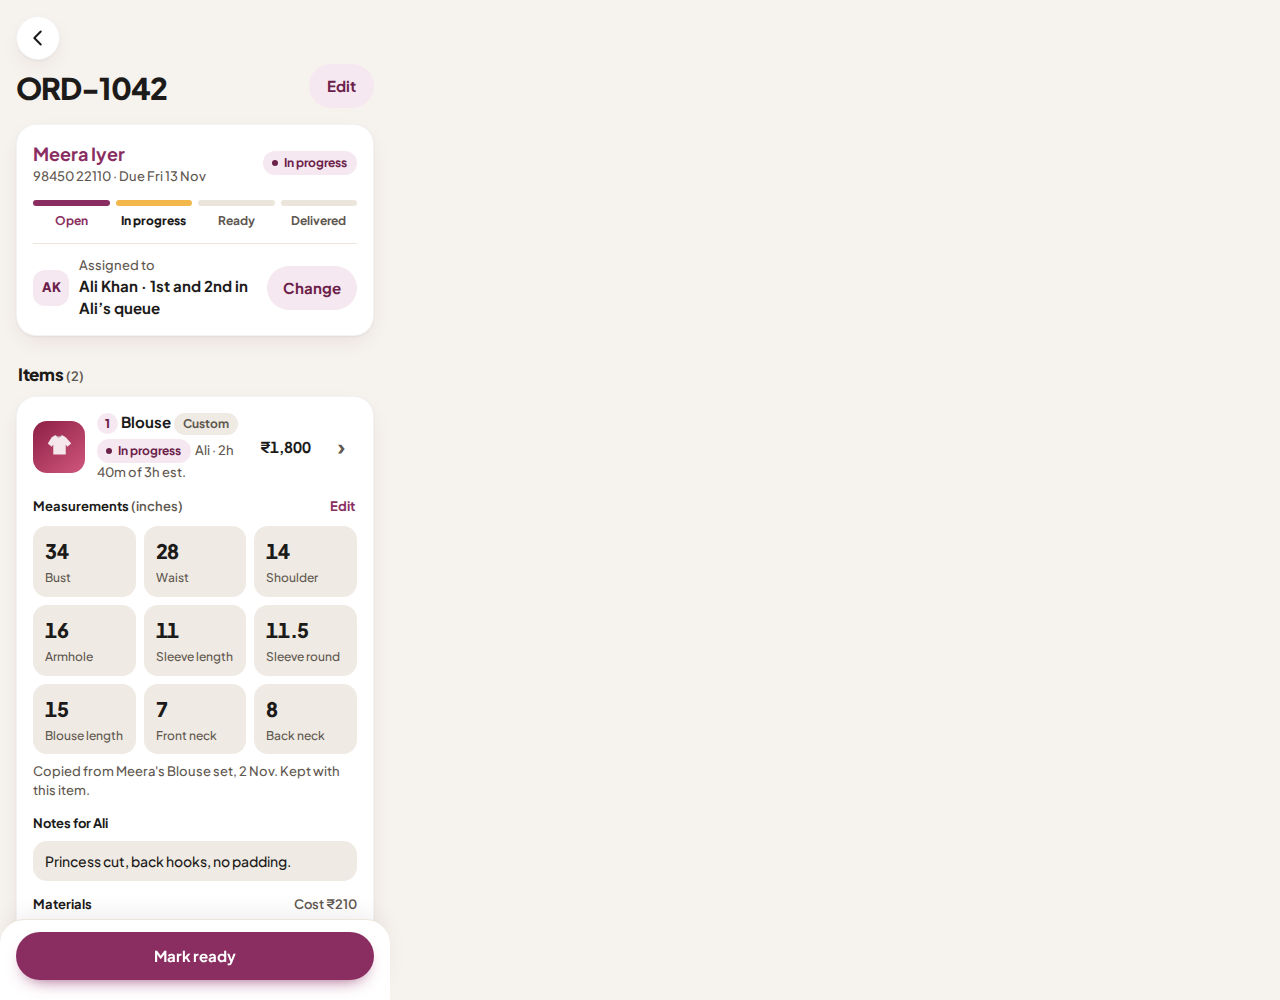 ORD-1042
Edit
Meera Iyer
98450 22110 · Due Fri 13 Nov
In progress
Open
In progress
Ready
Delivered
AK
Assigned to
Ali Khan · 1st and 2nd in
Ali’s queue
Change
Items (2)
1 Blouse Custom
In progress Ali · 2h
40m of 3h est.
₹1,800
Measurements (inches)
Edit
34
Bust
28
Waist
14
Shoulder
16
Armhole
11
Sleeve length
11.5
Sleeve round
15
Blouse length
7
Front neck
8
Back neck
Copied from Meera's Blouse set, 2 Nov. Kept with
this item.
Notes for Ali
Princess cut, back hooks, no padding.
Materials
Cost ₹210
Mark ready